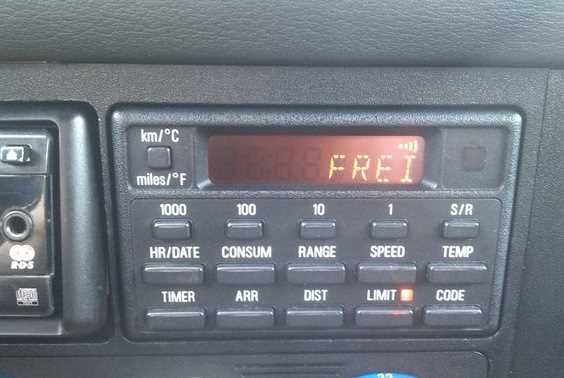 km/°C
FREI
miles/°F
1000 100 10 1 S/R
HR/DATE CONSUM RANGE SPEED TEMP
TIMER ARR DIST LIMIT CODE
R·D·S